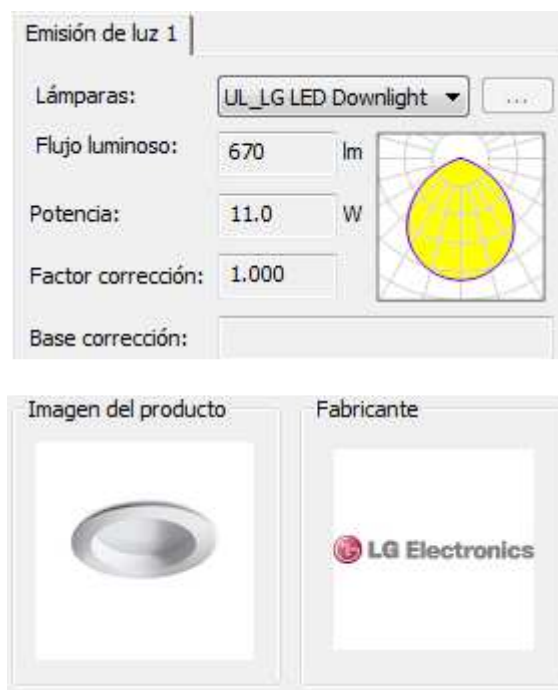 Emisión de luz 1
Lámparas: UL_LG LED Downlight ...
Flujo luminoso: 670 lm
Potencia: 11.0 W
Factor corrección: 1.000
Base corrección:
Imagen del producto Fabricante
LG Electronics